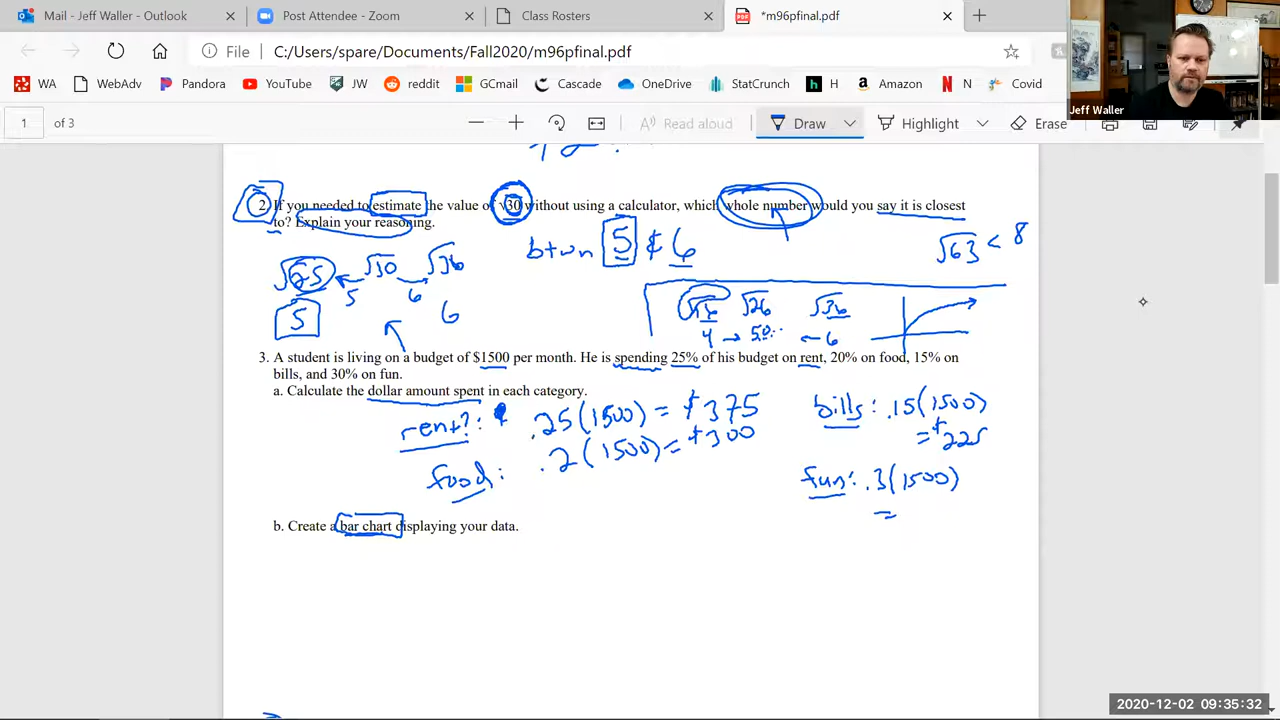 Mail - Jeff Waller - Outlook
Post Attendee - Zoom
Class Rosters
*m96pfinal.pdf
File
C:/Users/spare/Documents/Fall2020/m96pfinal.pdf
WA
WebAdv
Pandora
YouTube
JW
reddit
GCmail
Cascade
OneDrive
StatCrunch
H
Amazon
N
Covid
Jeff Waller
1 of 3
Read aloud
Draw
Highlight
Erase
2. If you needed to estimate the value of √30 without using a calculator, which whole number would you say it is closest
to? Explain your reasoning.
btwn 5 & 6
√63 < 8
√25 √30 √36
5 6
5 6
√16 √26 √36
4 → 5.0.. ← 6
3. A student is living on a budget of $1500 per month. He is spending 25% of his budget on rent, 20% on food, 15% on
bills, and 30% on fun.
a. Calculate the dollar amount spent in each category.
rent?: .25(1500) = $375
food: .2(1500) = $300
bills: .15(1500)
= $225
fun: .3(1500)
=
b. Create a bar chart displaying your data.
2020-12-02 09:35:32